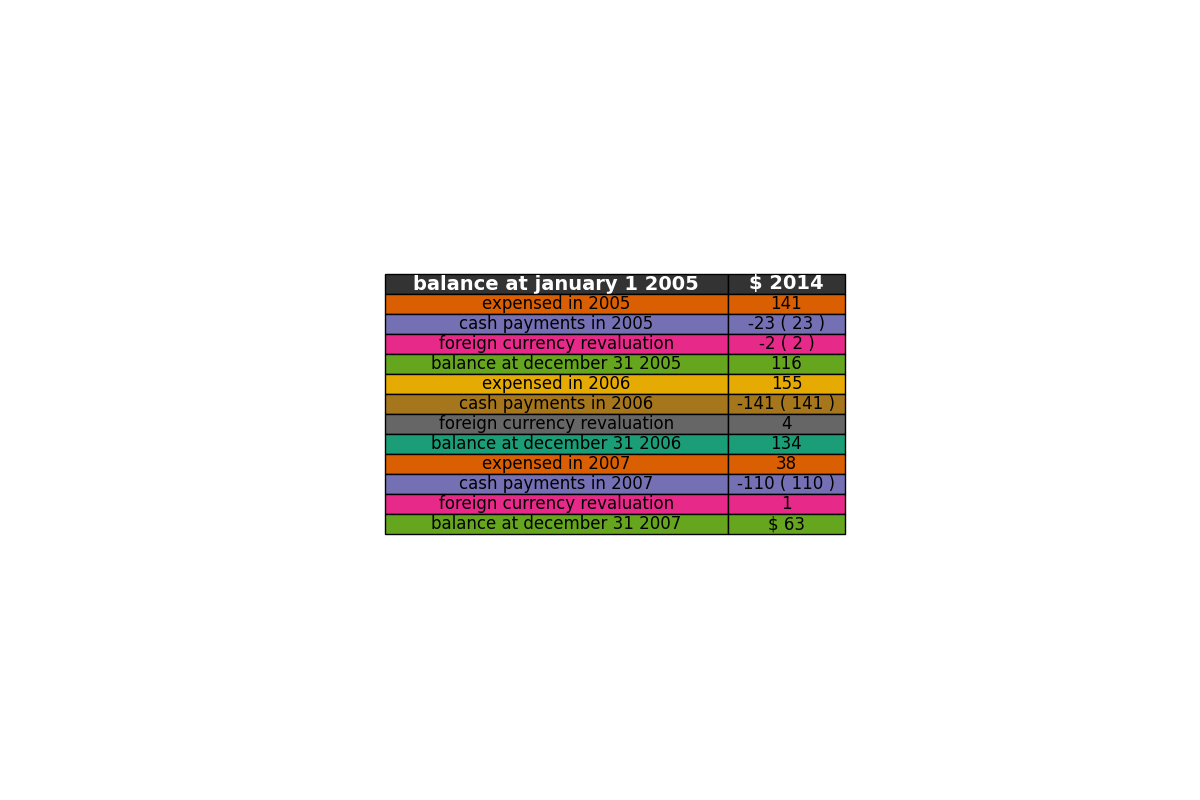 balance at january 1 2005 $ 2014
expensed in 2005 141
cash payments in 2005 -23 ( 23 )
foreign currency revaluation -2 ( 2 )
balance at december 31 2005 116
expensed in 2006 155
cash payments in 2006 -141 ( 141 )
foreign currency revaluation 4
balance at december 31 2006 134
expensed in 2007 38
cash payments in 2007 -110 ( 110 )
foreign currency revaluation 1
balance at december 31 2007 $ 63